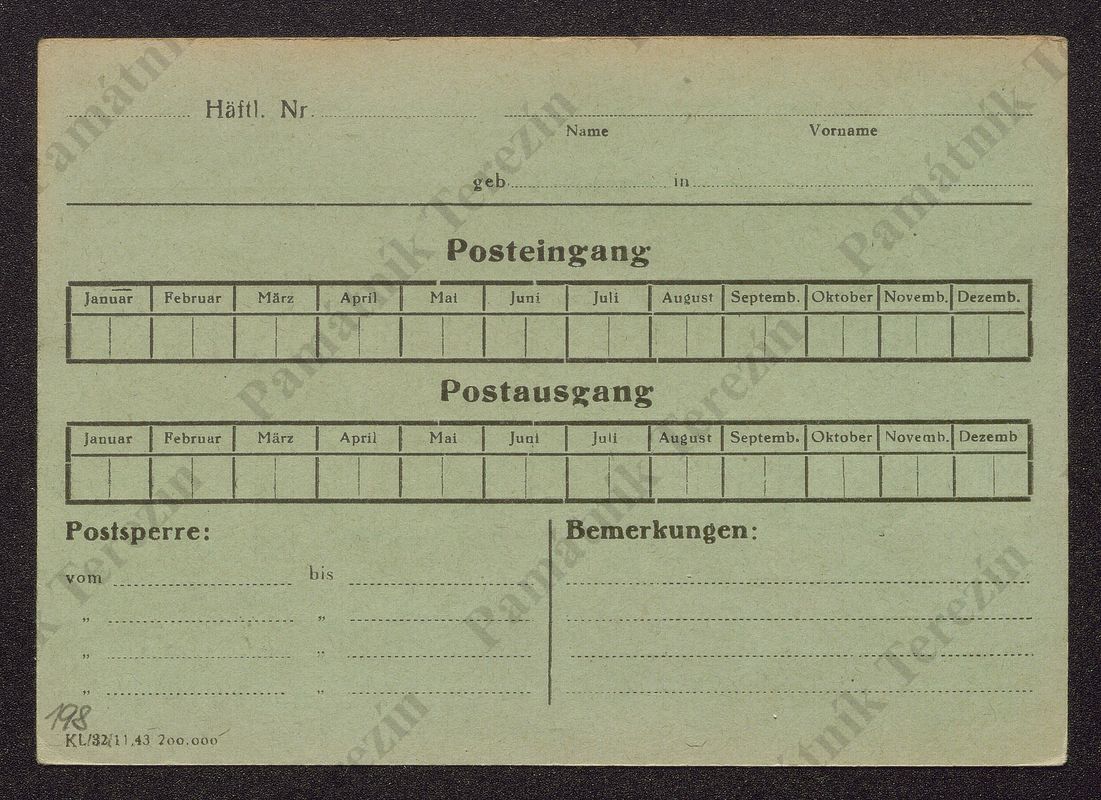 Häftl. Nr.
Name Vorname
geb. in
Posteingang
Januar Februar März April Mai Juni Juli August Septemb. Oktober Novemb. Dezemb.
Postausgang
Januar Februar März April Mai Juni Juli August Septemb. Oktober Novemb. Dezemb
Postsperre: Bemerkungen:
vom bis
„ „
„ „
„ „
198
KL/32/11.43 200.000
Památník Terezín